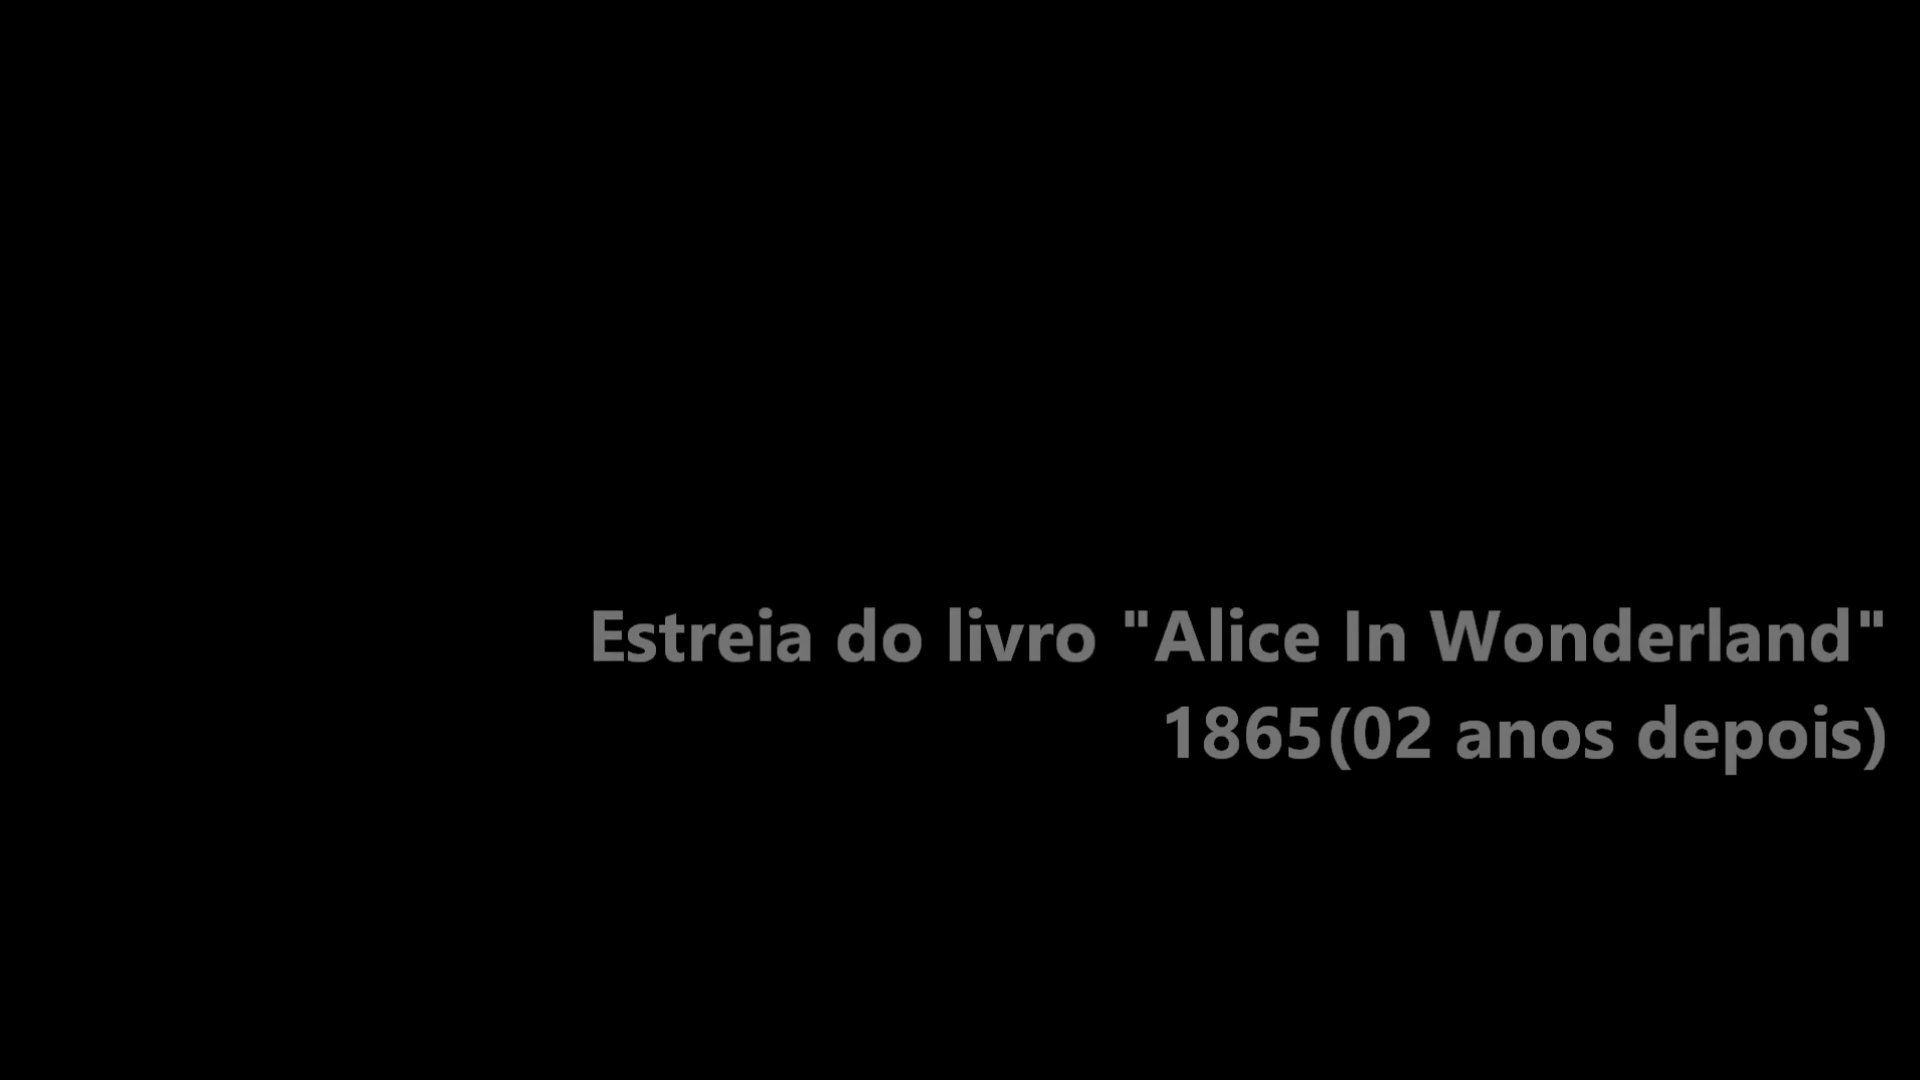 Estreia do livro "Alice In Wonderland"
1865(02 anos depois)